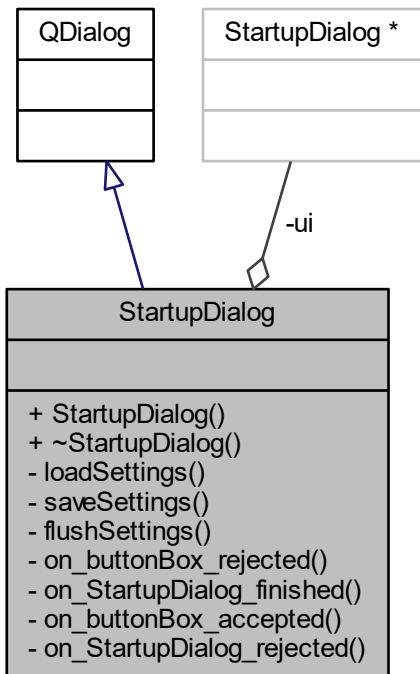 QDialog
StartupDialog *
-ui
StartupDialog
+ StartupDialog()
+ ~StartupDialog()
- loadSettings()
- saveSettings()
- flushSettings()
- on_buttonBox_rejected()
- on_StartupDialog_finished()
- on_buttonBox_accepted()
- on_StartupDialog_rejected()